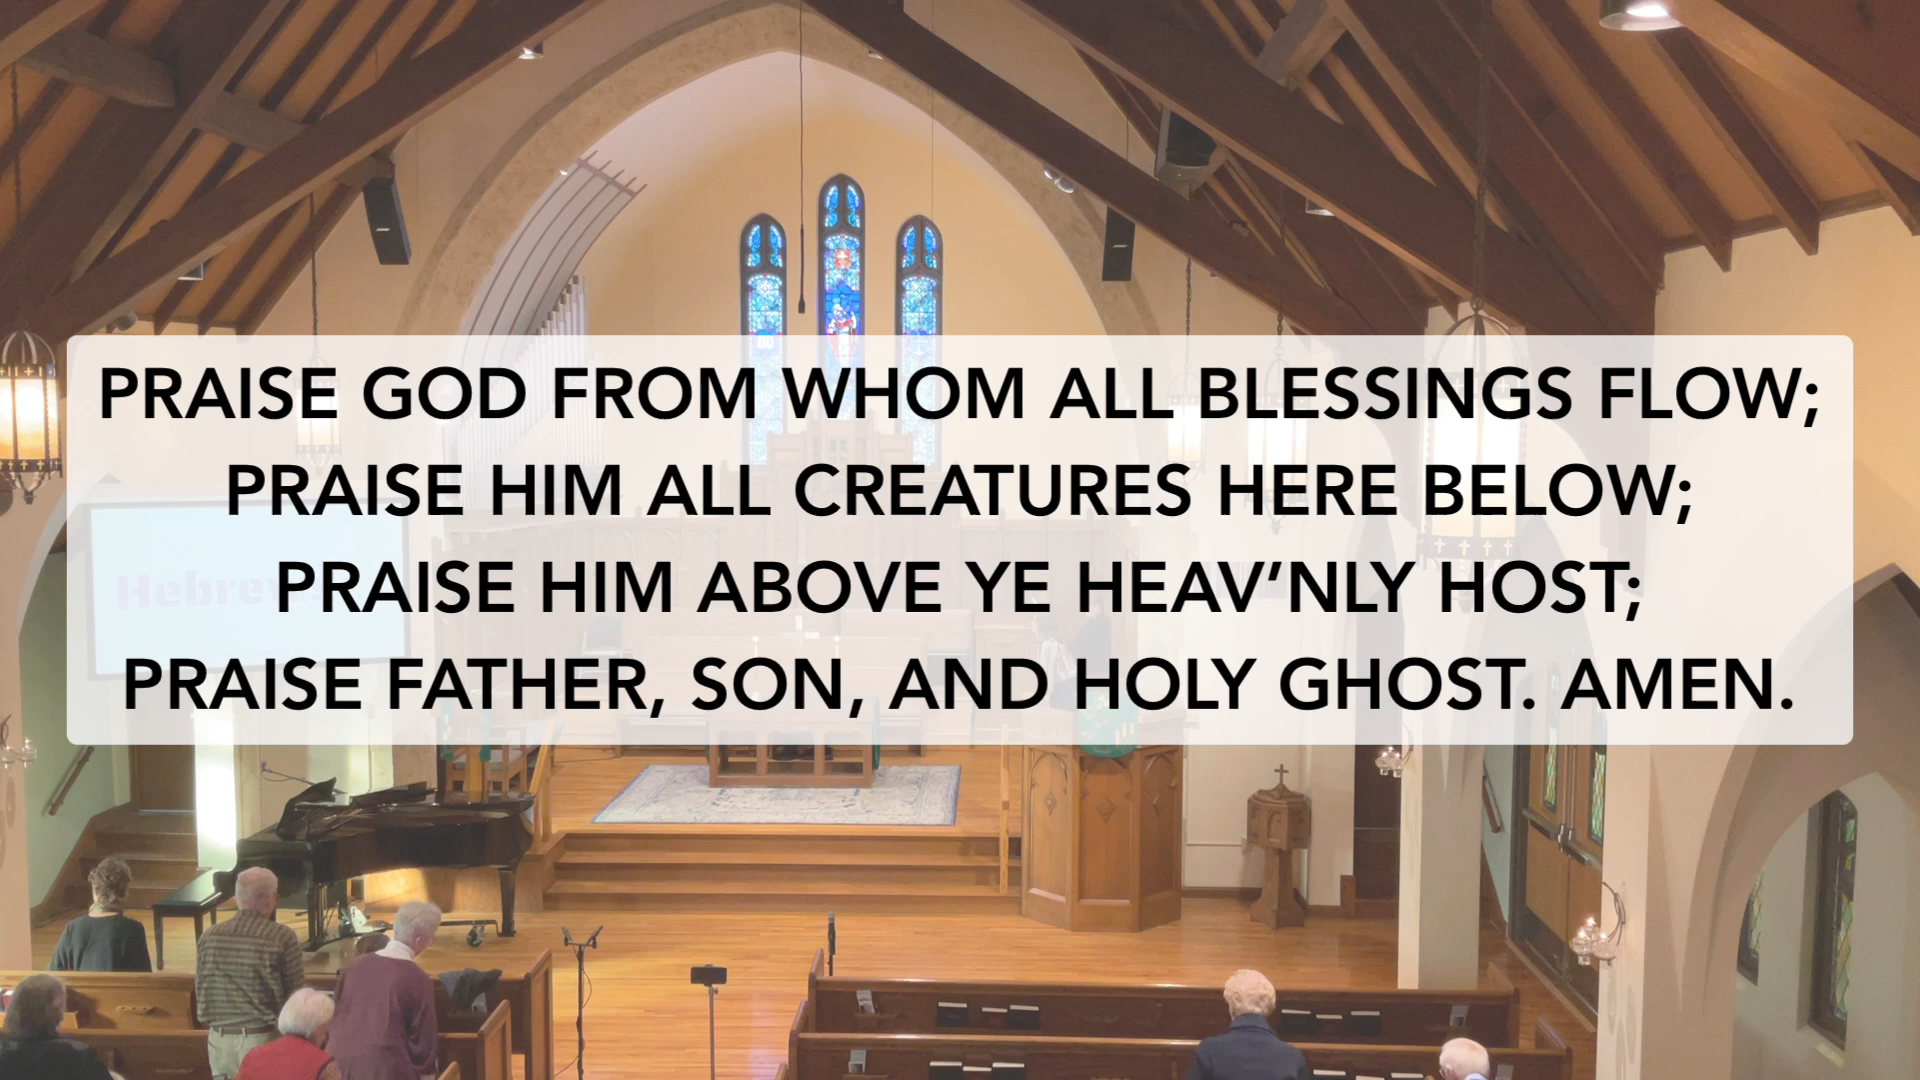 PRAISE GOD FROM WHOM ALL BLESSINGS FLOW;
PRAISE HIM ALL CREATURES HERE BELOW;
PRAISE HIM ABOVE YE HEAV’NLY HOST;
PRAISE FATHER, SON, AND HOLY GHOST. AMEN.